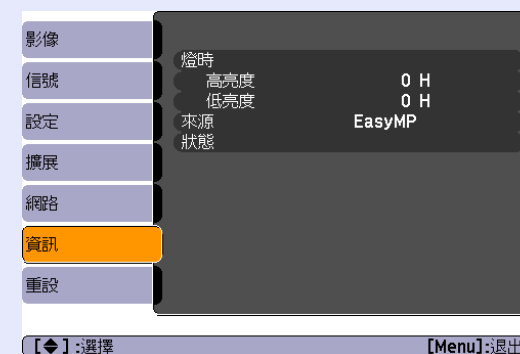 影像
信號
設定
擴展
網路
資訊
重設
燈時
高亮度 0 H
低亮度 0 H
來源 EasyMP
狀態
[◆] :選擇 [Menu]:退出